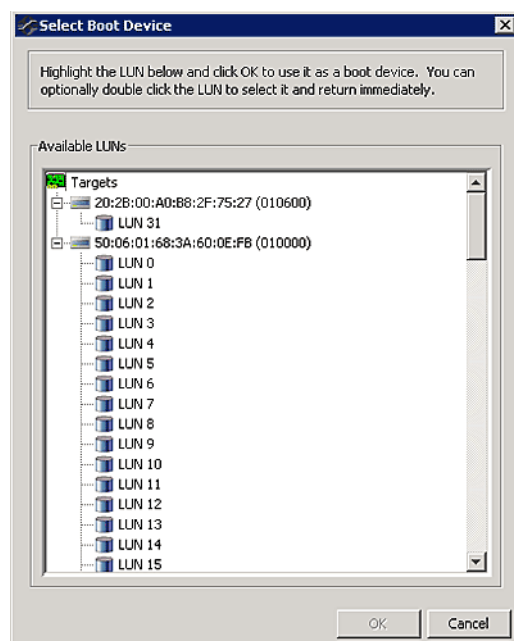 Select Boot Device
Highlight the LUN below and click OK to use it as a boot device. You can
optionally double click the LUN to select it and return immediately.
Available LUNs
Targets
20:2B:00:A0:B8:2F:75:27 (010600)
LUN 31
50:06:01:68:3A:60:0E:FB (010000)
LUN 0
LUN 1
LUN 2
LUN 3
LUN 4
LUN 5
LUN 6
LUN 7
LUN 8
LUN 9
LUN 10
LUN 11
LUN 12
LUN 13
LUN 14
LUN 15
OK
Cancel